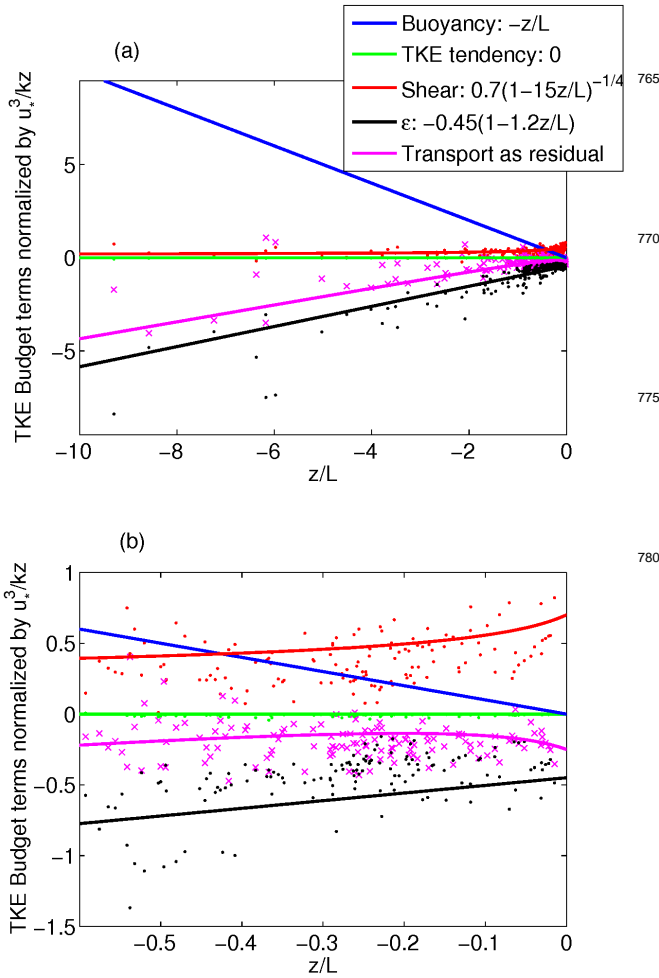 (a)
Buoyancy: −z/L
TKE tendency: 0
Shear: 0.7(1−15z/L)^−1/4
ε: −0.45(1−1.2z/L)
Transport as residual
765
770
775
780
TKE Budget terms normalized by u*^3/kz
5
0
−5
−10 −8 −6 −4 −2 0
z/L
(b)
TKE Budget terms normalized by u*^3/kz
1
0.5
0
−0.5
−1
−1.5
−0.5 −0.4 −0.3 −0.2 −0.1 0
z/L